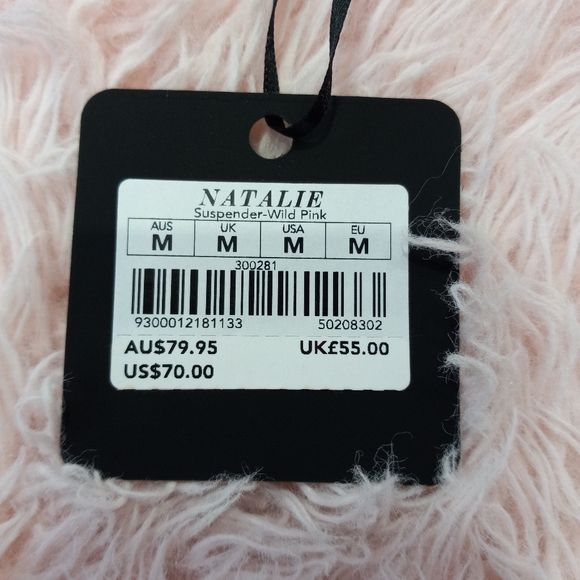 NATALIE
Suspender-Wild Pink
AUS UK USA EU
M M M M
300281
9300012181133 50208302
AU$79.95 UK£55.00
US$70.00